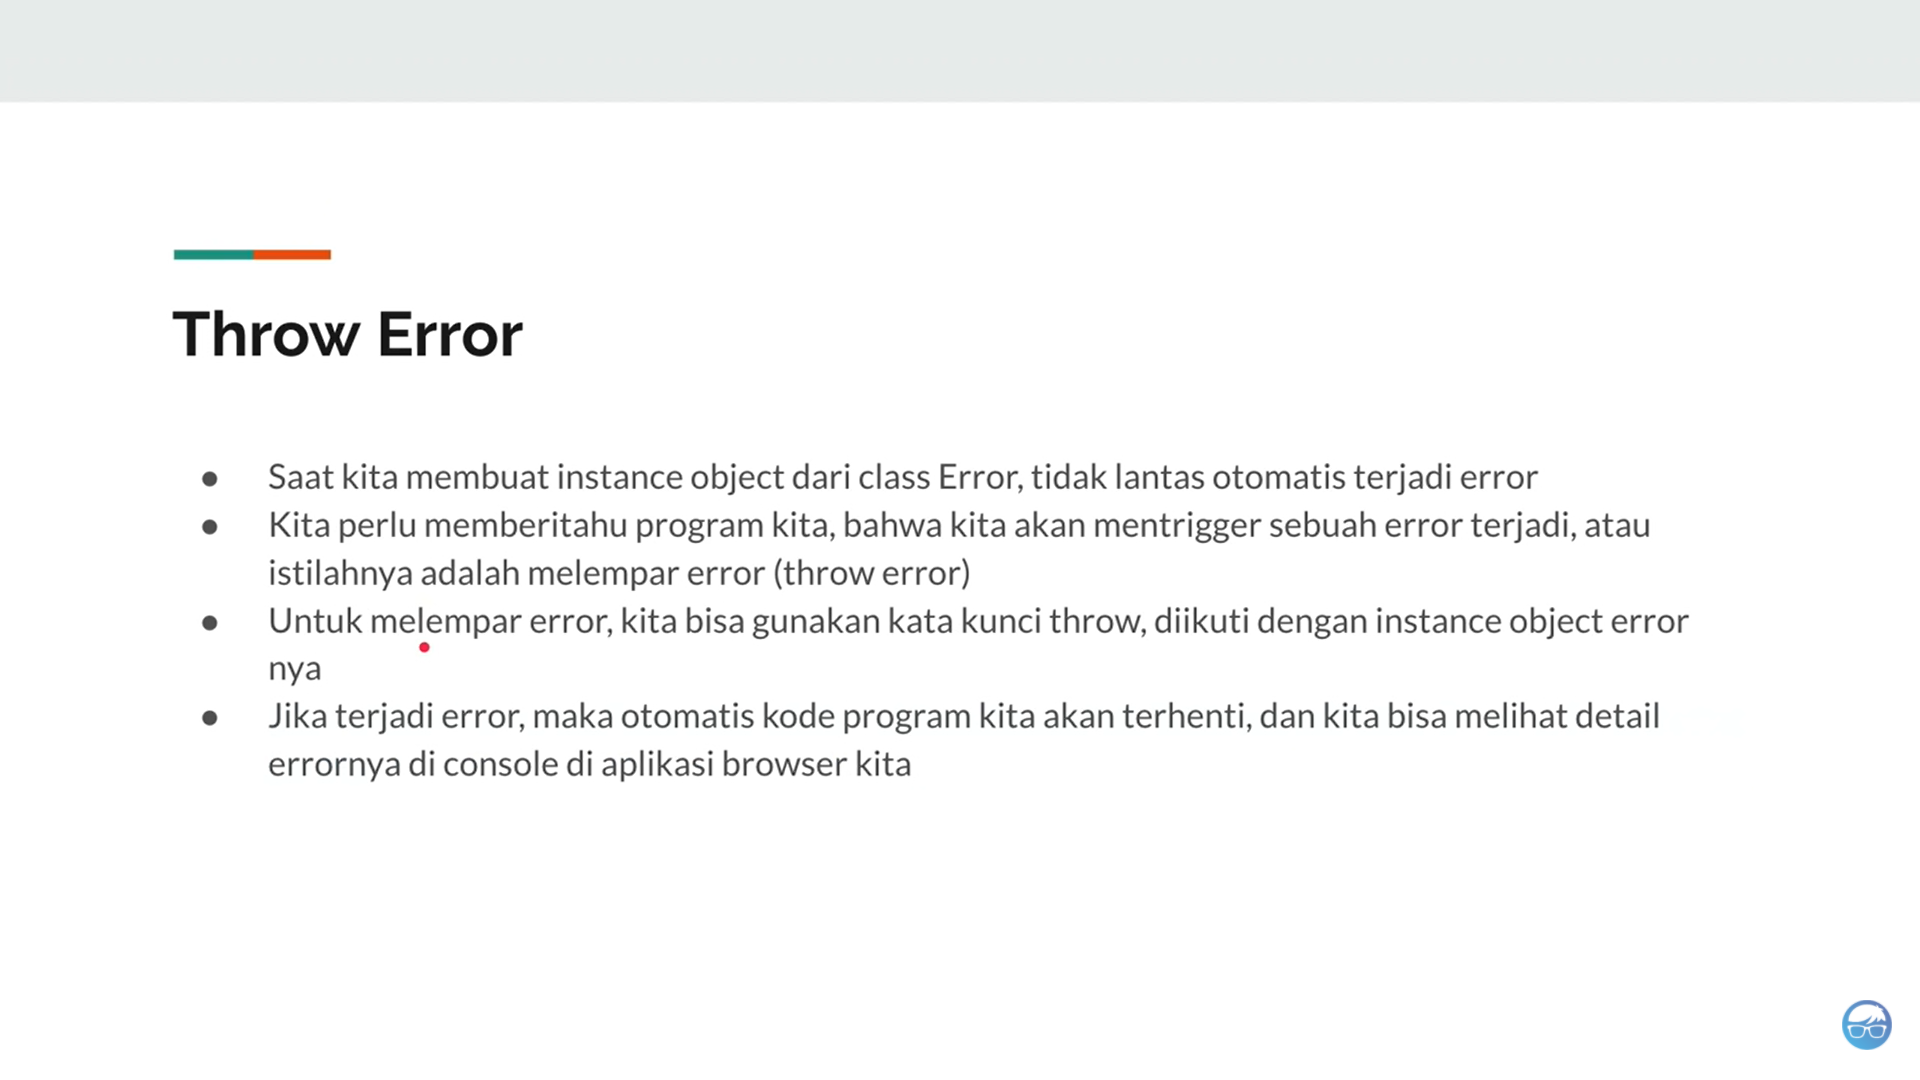 Throw Error
● Saat kita membuat instance object dari class Error, tidak lantas otomatis terjadi error
● Kita perlu memberitahu program kita, bahwa kita akan mentrigger sebuah error terjadi, atau
istilahnya adalah melempar error (throw error)
● Untuk melempar error, kita bisa gunakan kata kunci throw, diikuti dengan instance object error
nya
● Jika terjadi error, maka otomatis kode program kita akan terhenti, dan kita bisa melihat detail
errornya di console di aplikasi browser kita